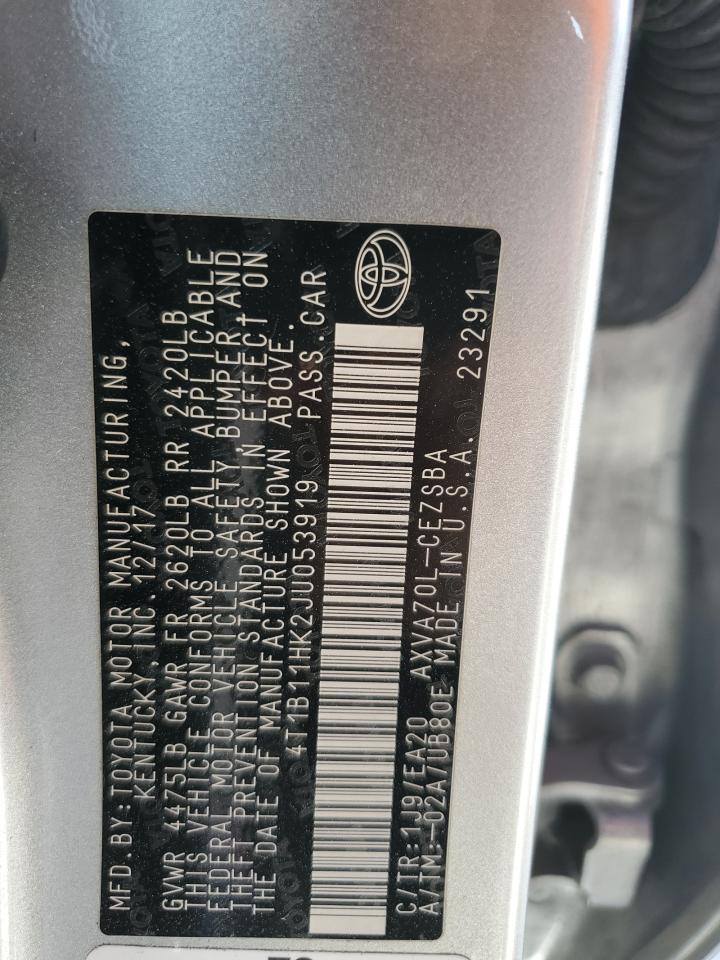 MFD.BY:TOYOTA MOTOR MANUFACTURING,
KENTUCKY, INC. 12/17
GVWR 4475LB GAWR FR 2620LB RR 2420LB
THIS VEHICLE CONFORMS TO ALL APPLICABLE
FEDERAL MOTOR VEHICLE SAFETY, BUMPER, AND
THEFT PREVENTION STANDARDS IN EFFECT ON
THE DATE OF MANUFACTURE SHOWN ABOVE.
4T1B11HK2JU053919 PASS.CAR
C/TR:1J9/EA20 AXVA70L-CEZSBA
A/TM:-02A/UB80E MADE IN U.S.A. 23291